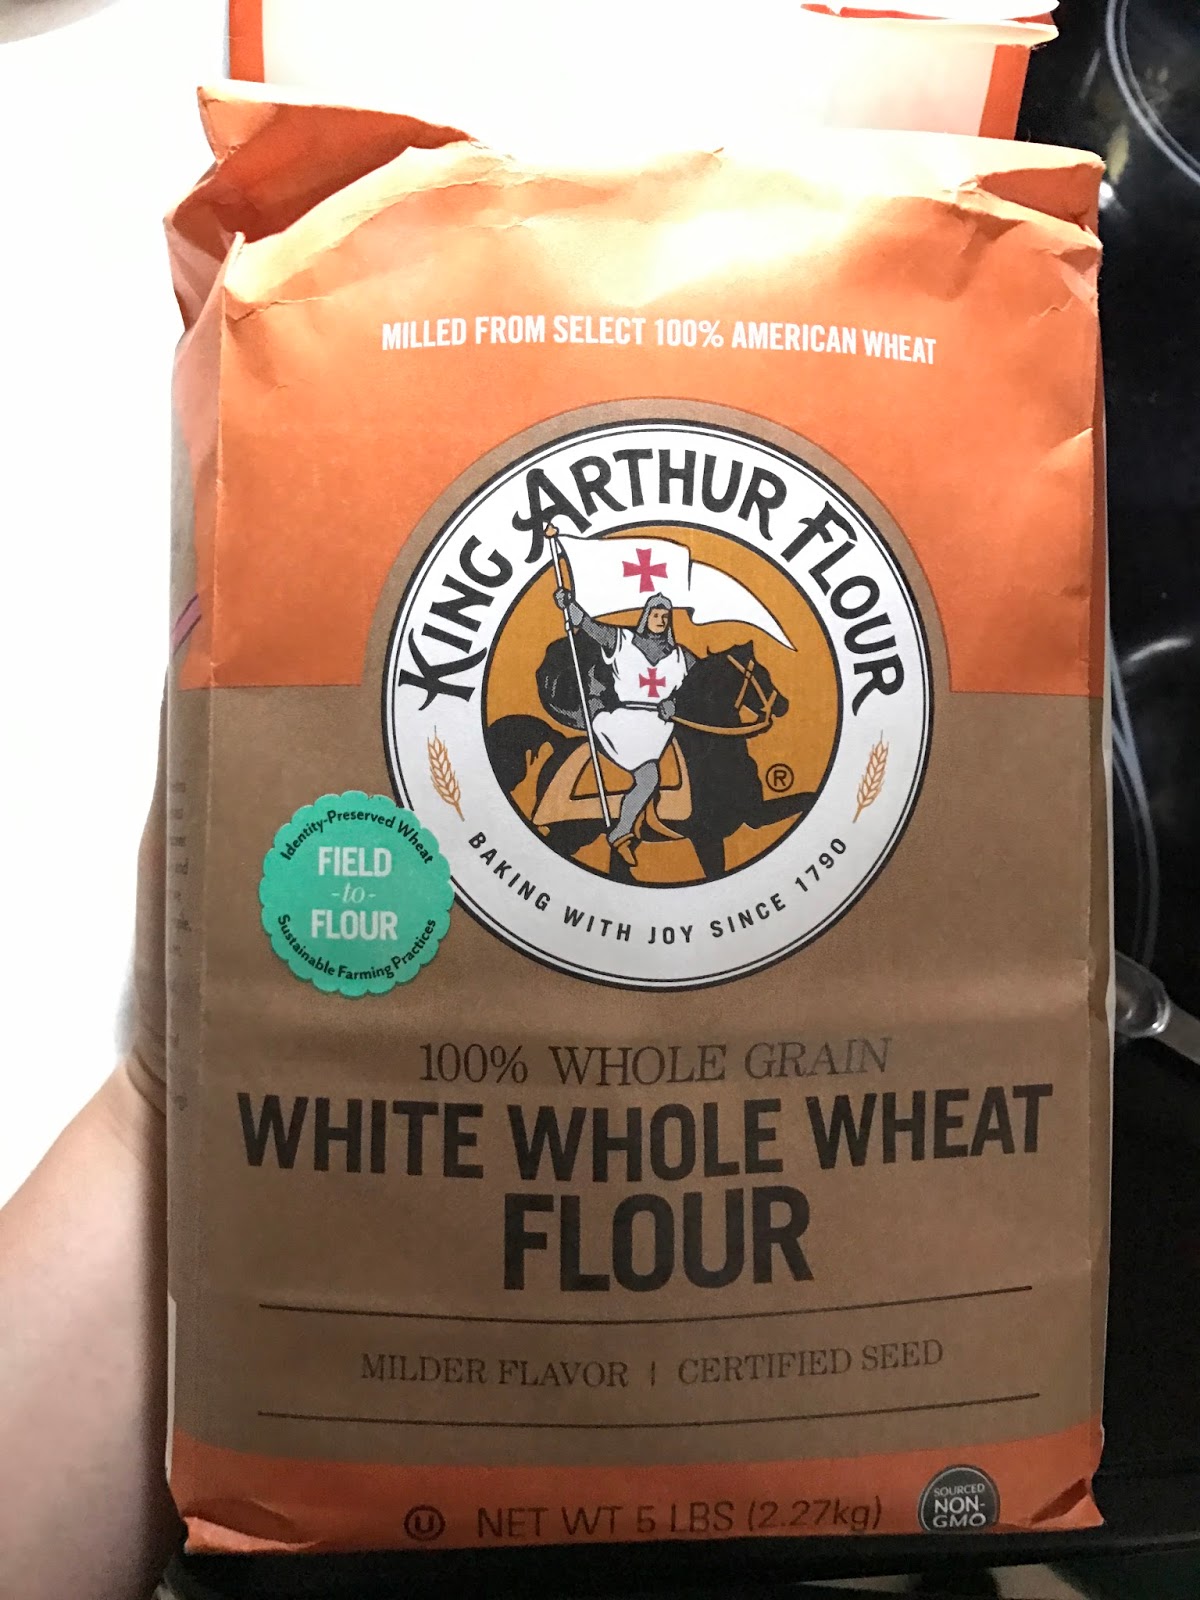 MILLED FROM SELECT 100% AMERICAN WHEAT
KING ARTHUR FLOUR
®
BAKING WITH JOY SINCE 1790
Identity-Preserved Wheat
FIELD
-to-
FLOUR
Sustainable Farming Practices
100% WHOLE GRAIN
WHITE WHOLE WHEAT
FLOUR
MILDER FLAVOR | CERTIFIED SEED
U NET WT 5 LBS (2.27kg)
SOURCED
NON-
GMO